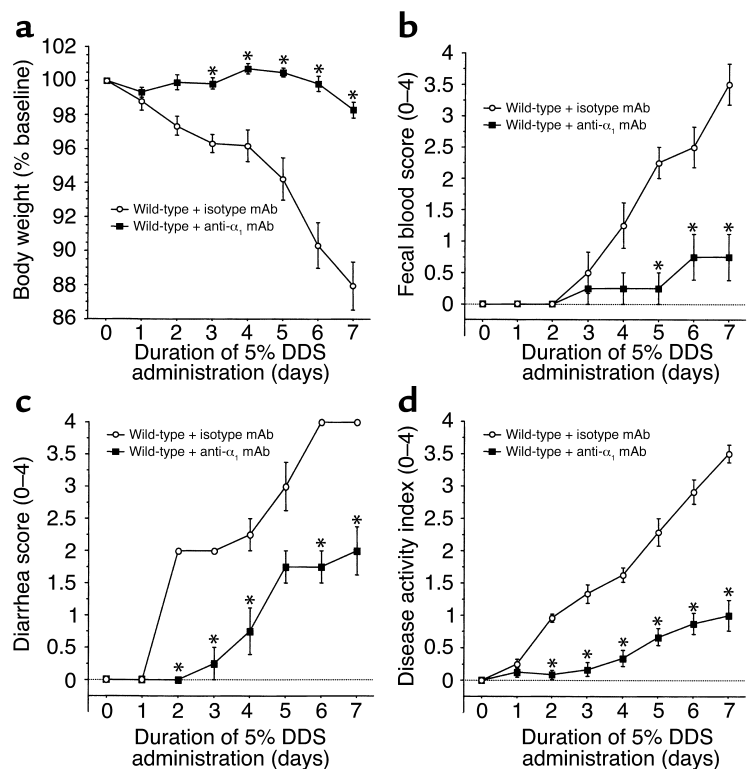 a
Body weight (% baseline)
102
100
98
96
94
92
90
88
86
* * * * *
Wild-type + isotype mAb
Wild-type + anti-α₁ mAb
0 1 2 3 4 5 6 7
Duration of 5% DDS
administration (days)
b
Fecal blood score (0–4)
4
3.5
3
2.5
2
1.5
1
0.5
0
Wild-type + isotype mAb
Wild-type + anti-α₁ mAb
* * *
0 1 2 3 4 5 6 7
Duration of 5% DDS
administration (days)
c
Diarrhea score (0–4)
4
3.5
3
2.5
2
1.5
1
0.5
0
Wild-type + isotype mAb
Wild-type + anti-α₁ mAb
* * * * *
0 1 2 3 4 5 6 7
Duration of 5% DDS
administration (days)
d
Disease activity index (0–4)
4
3.5
3
2.5
2
1.5
1
0.5
0
Wild-type + isotype mAb
Wild-type + anti-α₁ mAb
* * * * * *
0 1 2 3 4 5 6 7
Duration of 5% DDS
administration (days)